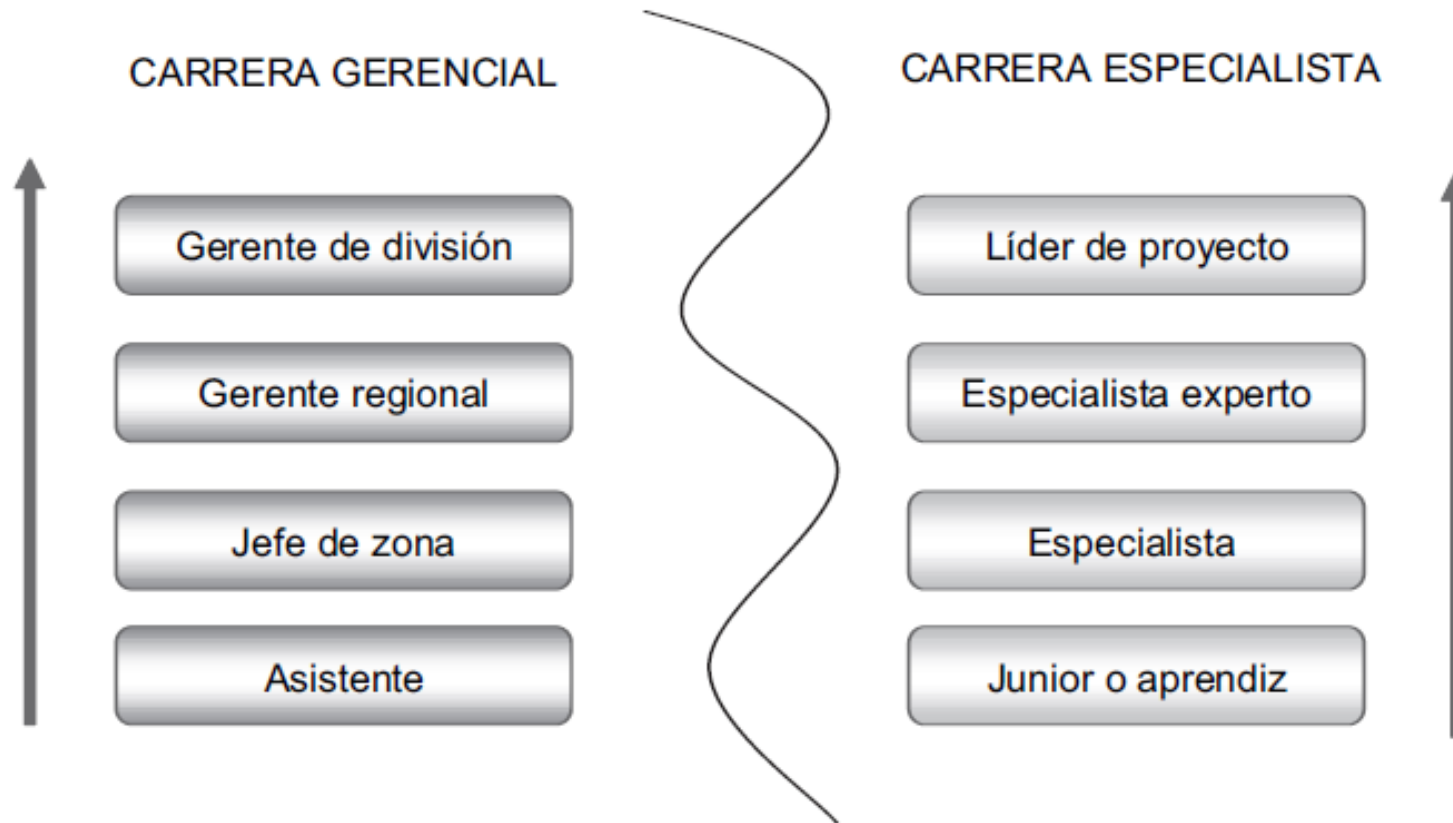 CARRERA GERENCIAL
Gerente de división
Gerente regional
Jefe de zona
Asistente
CARRERA ESPECIALISTA
Líder de proyecto
Especialista experto
Especialista
Junior o aprendiz